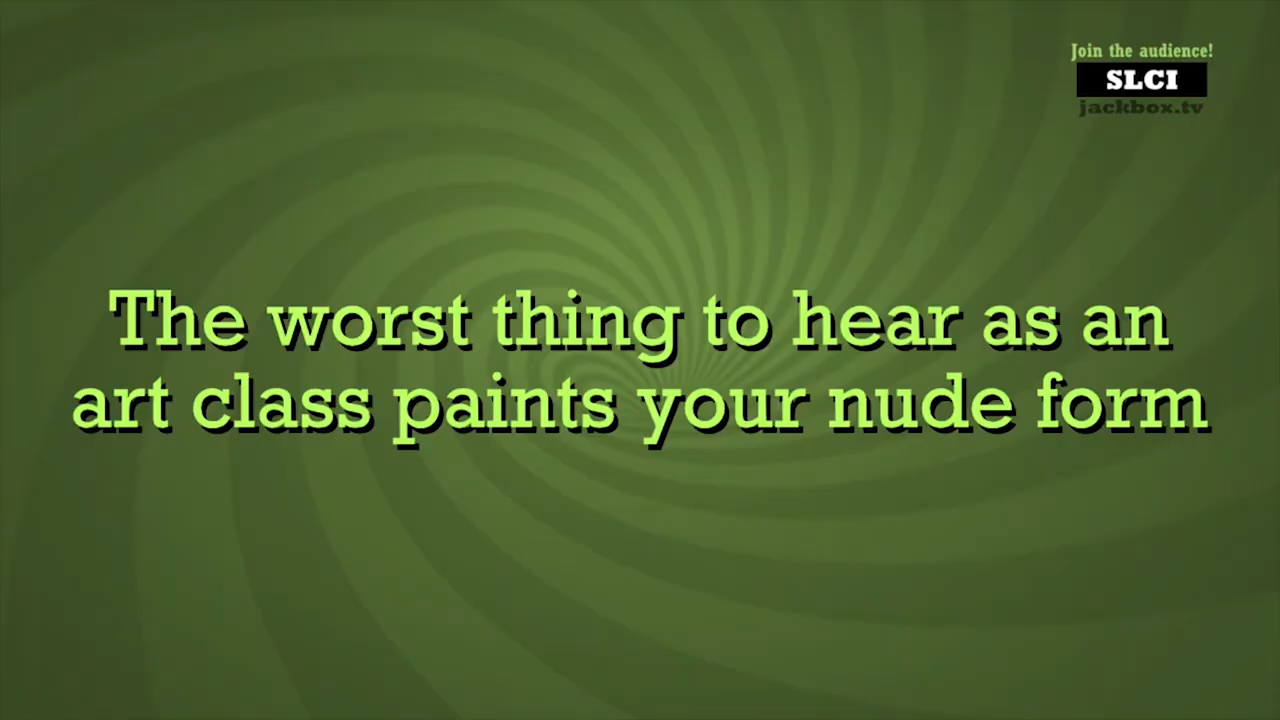 Join the audience!
SLCI
jackbox.tv
The worst thing to hear as an
art class paints your nude form